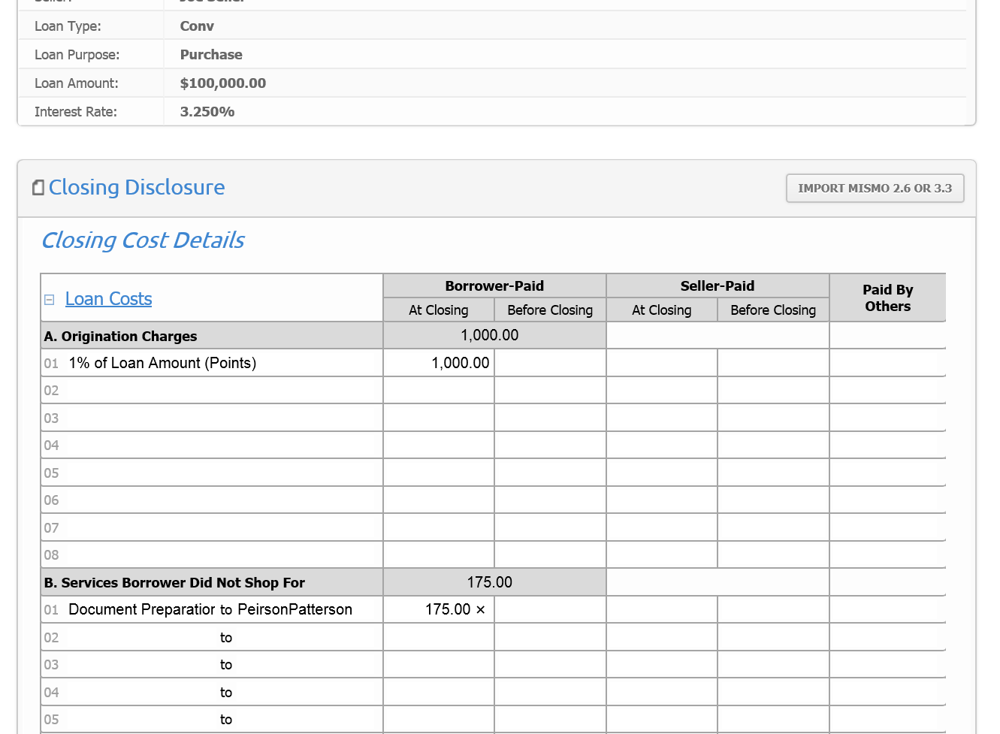 Seller: Joe Seller
Loan Type: Conv
Loan Purpose: Purchase
Loan Amount: $100,000.00
Interest Rate: 3.250%
Closing Disclosure IMPORT MISMO 2.6 OR 3.3
Closing Cost Details
Loan Costs
Borrower-Paid Seller-Paid Paid By Others
At Closing Before Closing At Closing Before Closing
A. Origination Charges 1,000.00
01 1% of Loan Amount (Points) 1,000.00
02
03
04
05
06
07
08
B. Services Borrower Did Not Shop For 175.00
01 Document Preparatior to PeirsonPatterson 175.00 ×
02 to
03 to
04 to
05 to